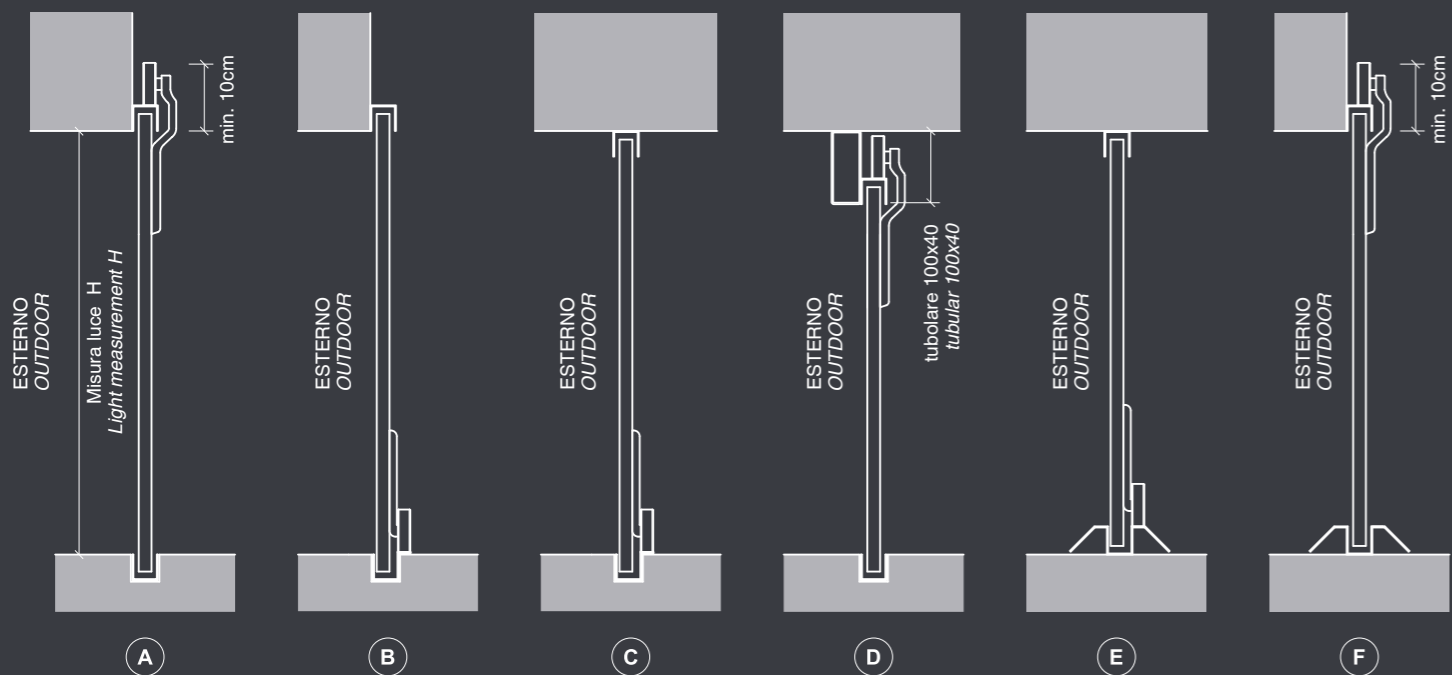 ESTERNO
OUTDOOR
Misura luce H
Light measurement H
min. 10cm
A
ESTERNO
OUTDOOR
B
ESTERNO
OUTDOOR
C
ESTERNO
OUTDOOR
tubolare 100x40
tubular 100x40
D
ESTERNO
OUTDOOR
E
ESTERNO
OUTDOOR
min. 10cm
F